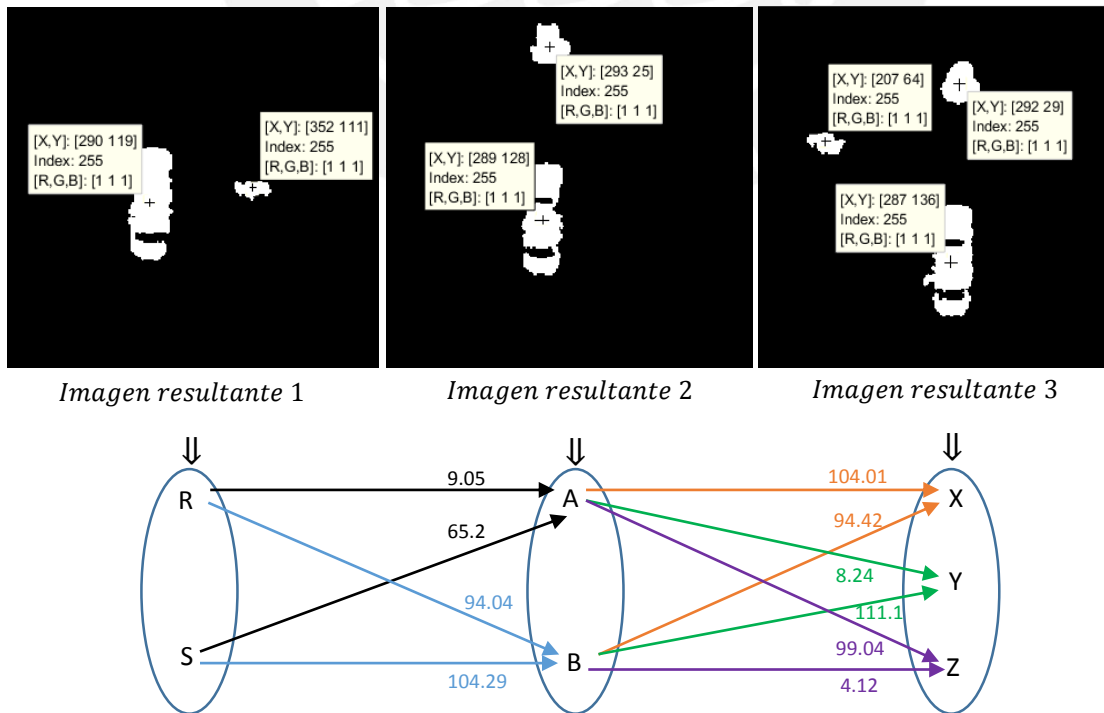 [X,Y]: [290 119]
Index: 255
[R,G,B]: [1 1 1]
[X,Y]: [352 111]
Index: 255
[R,G,B]: [1 1 1]
[X,Y]: [293 25]
Index: 255
[R,G,B]: [1 1 1]
[X,Y]: [289 128]
Index: 255
[R,G,B]: [1 1 1]
[X,Y]: [207 64]
Index: 255
[R,G,B]: [1 1 1]
[X,Y]: [292 29]
Index: 255
[R,G,B]: [1 1 1]
[X,Y]: [287 136]
Index: 255
[R,G,B]: [1 1 1]
Imagen resultante 1
Imagen resultante 2
Imagen resultante 3
⇓
⇓
⇓
R
9.05
A
104.01
X
65.2
94.42
8.24
Y
94.04
111.1
S
99.04
B
Z
104.29
4.12